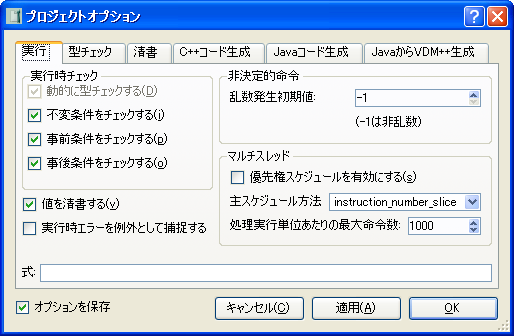 プロジェクトオプション
実行 型チェック 清書 C++コード生成 Javaコード生成 JavaからVDM++生成
実行時チェック
動的に型チェックする(D)
不変条件をチェックする(i)
事前条件をチェックする(p)
事後条件をチェックする(o)
値を清書する(v)
実行時エラーを例外として捕捉する
非決定的命令
乱数発生初期値: -1
(-1は非乱数)
マルチスレッド
優先権スケジュールを有効にする(s)
主スケジュール方法 instruction_number_slice
処理実行単位あたりの最大命令数: 1000
式:
オプションを保存
キャンセル(C) 適用(A) OK